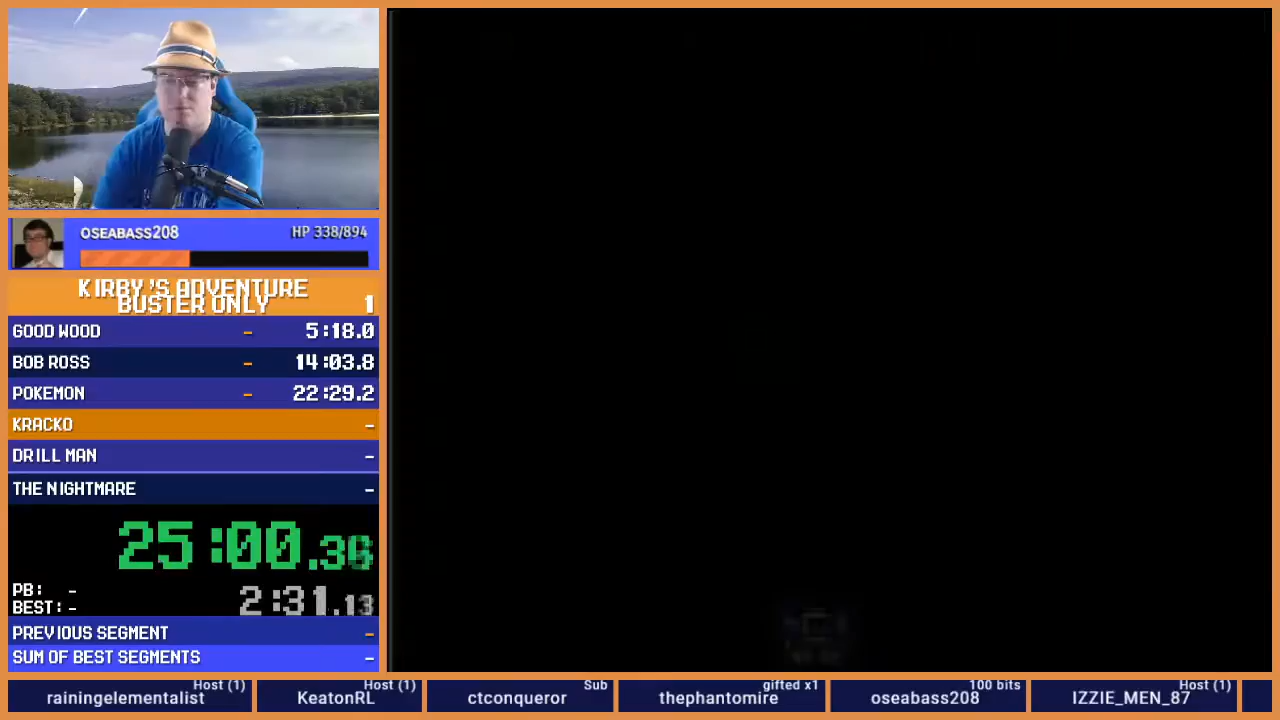 OSEABASS208 HP 338/894
KIRBY'S ADVENTURE
BUSTER ONLY 1
GOOD WOOD - 5:18.0
BOB ROSS - 14:03.8
POKEMON - 22:29.2
KRACKO -
DRILL MAN -
THE NIGHTMARE -
25:00.36
PB: -
BEST: - 2:31.13
PREVIOUS SEGMENT -
SUM OF BEST SEGMENTS -
Host (1) Host (1) Sub gifted x1 100 bits Host (1)
rainingelementalist KeatonRL ctconqueror thephantomire oseabass208 IZZIE_MEN_87